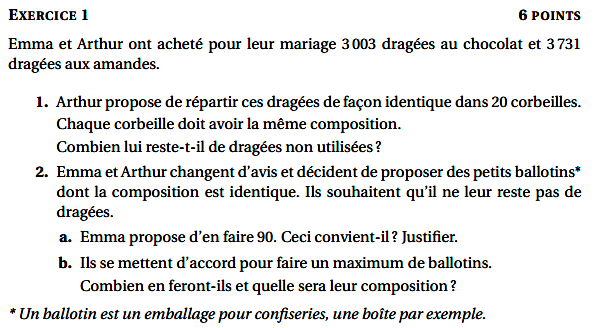 EXERCICE 1 6 POINTS
Emma et Arthur ont acheté pour leur mariage 3 003 dragées au chocolat et 3 731
dragées aux amandes.
1. Arthur propose de répartir ces dragées de façon identique dans 20 corbeilles.
Chaque corbeille doit avoir la même composition.
Combien lui reste-t-il de dragées non utilisées ?
2. Emma et Arthur changent d'avis et décident de proposer des petits ballotins*
dont la composition est identique. Ils souhaitent qu'il ne leur reste pas de
dragées.
a. Emma propose d'en faire 90. Ceci convient-il ? Justifier.
b. Ils se mettent d'accord pour faire un maximum de ballotins.
Combien en feront-ils et quelle sera leur composition ?
* Un ballotin est un emballage pour confiseries, une boîte par exemple.